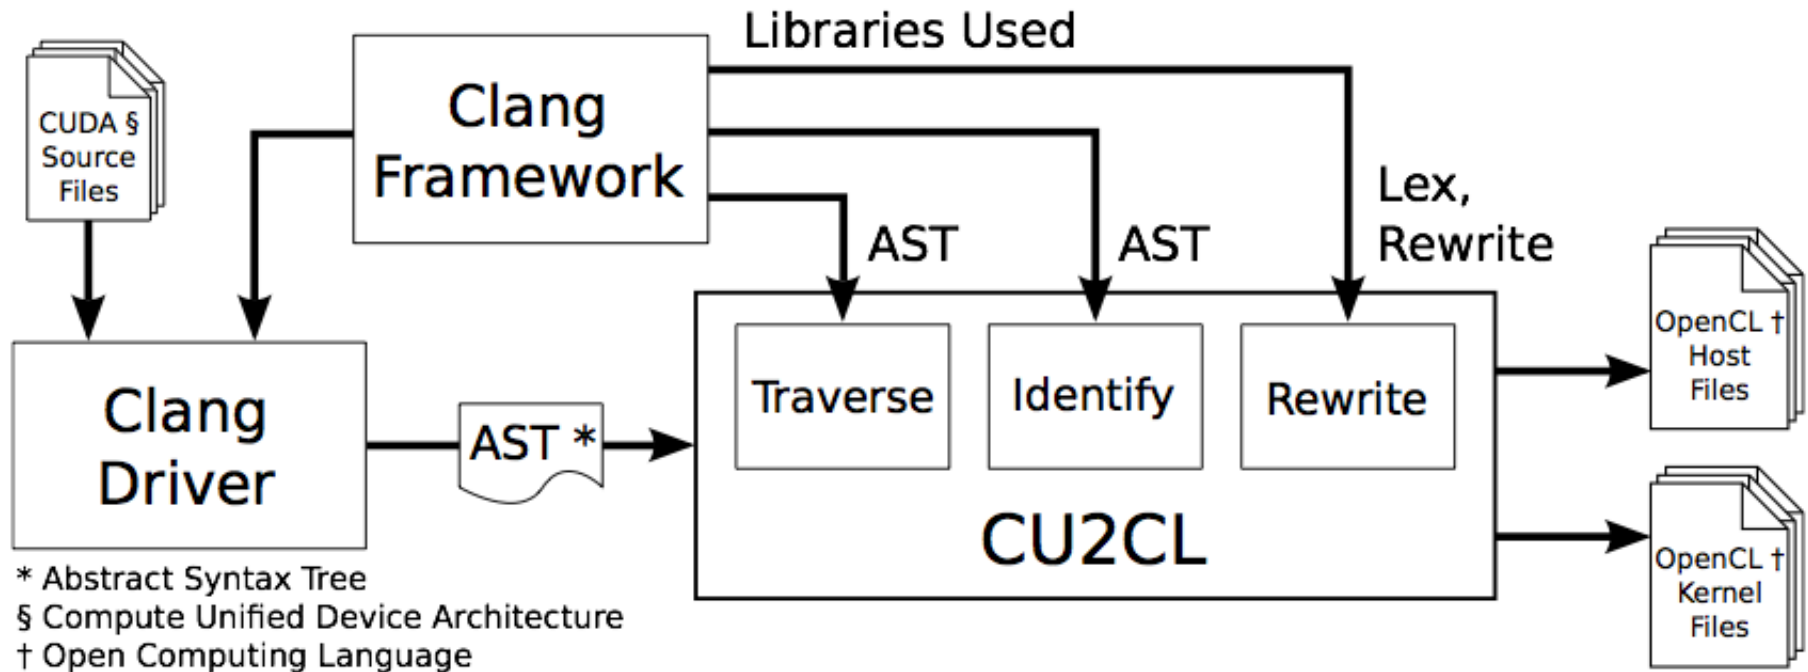 Libraries Used
CUDA §
Source
Files
Clang
Framework
Lex,
Rewrite
AST
AST
Clang
Driver
AST *
Traverse
Identify
Rewrite
CU2CL
OpenCL †
Host
Files
OpenCL †
Kernel
Files
* Abstract Syntax Tree
§ Compute Unified Device Architecture
† Open Computing Language